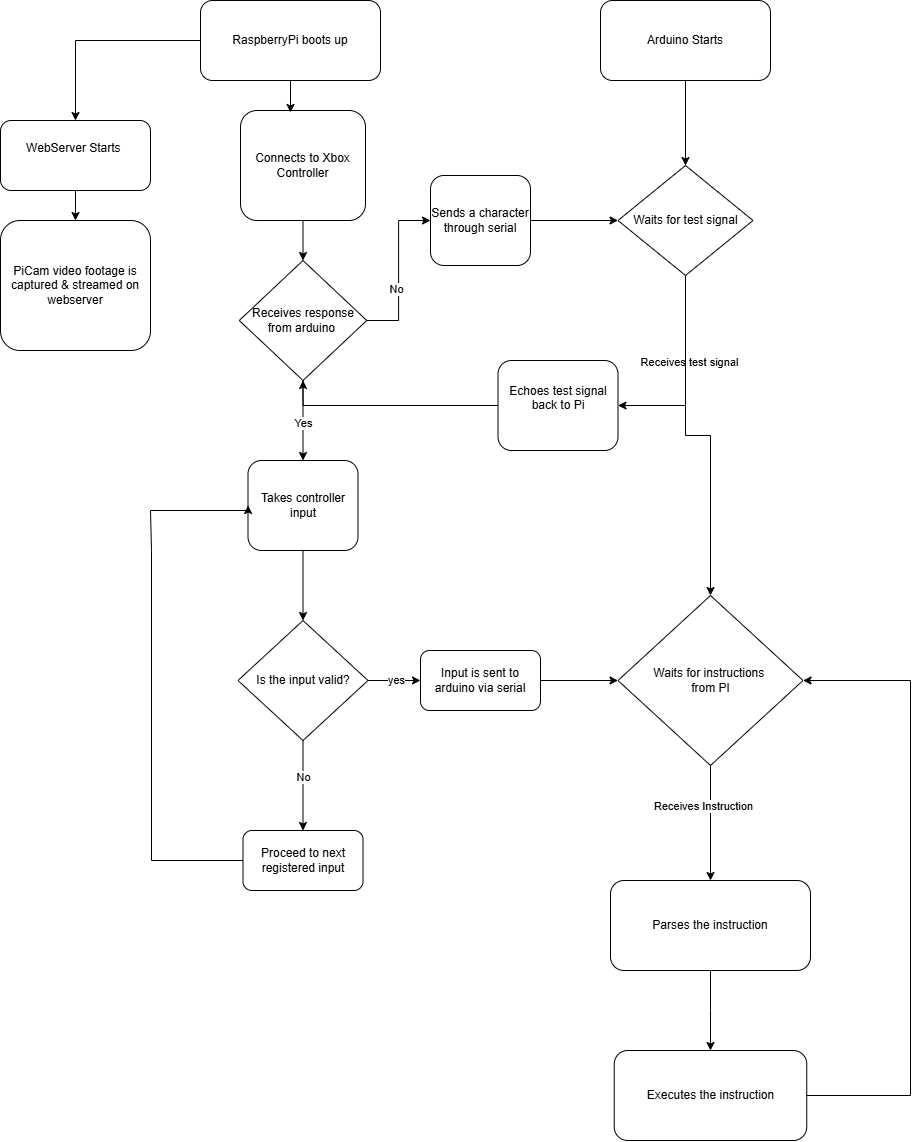 RaspberryPi boots up
Arduino Starts
WebServer Starts
Connects to Xbox
Controller
Sends a character
through serial
Waits for test signal
PiCam video footage is
captured & streamed on
webserver
No
Receives response
from arduino
Receives test signal
Echoes test signal
back to Pi
Yes
Takes controller
input
Is the input valid?
yes
Input is sent to
arduino via serial
Waits for instructions
from PI
No
Receives Instruction
Proceed to next
registered input
Parses the instruction
Executes the instruction